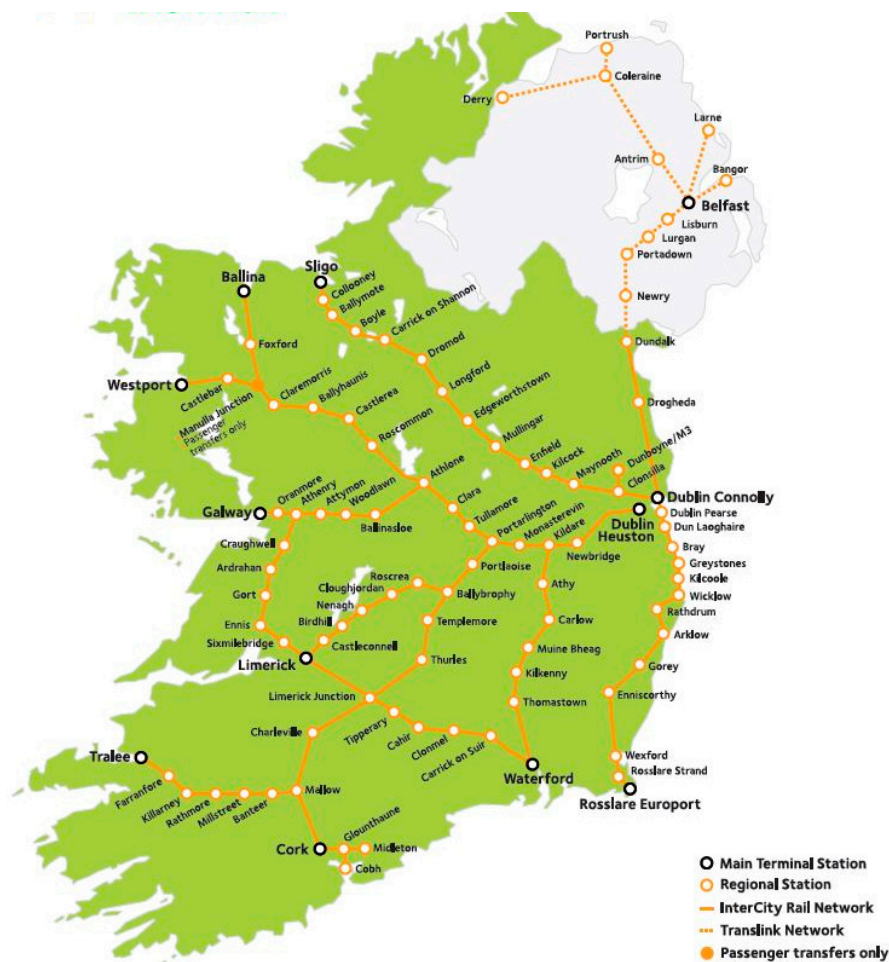 Portrush
Coleraine
Derry
Larne
Antrim
Bangor
Belfast
Lisburn
Lurgan
Portadown
Newry
Dundalk
Drogheda
Sligo
Collooney
Ballymote
Boyle
Carrick on Shannon
Dromod
Longford
Edgeworthstown
Mullingar
Enfield
Kilcock
Maynooth
Dunboyne/M3
Clonsilla
Ballina
Foxford
Westport
Castlebar
Manulla Junction
Passenger
transfers only
Claremorris
Ballyhaunis
Castlerea
Roscommon
Athlone
Clara
Tullamore
Portarlington
Monasterevin
Kildare
Newbridge
Dublin Connolly
Dublin
Heuston
Dublin Pearse
Dun Laoghaire
Bray
Greystones
Kilcoole
Wicklow
Rathdrum
Arklow
Gorey
Enniscorthy
Wexford
Rosslare Strand
Rosslare Europort
Galway
Oranmore
Athenry
Attymon
Woodlawn
Ballinasloe
Craughwell
Ardrahan
Gort
Ennis
Sixmilebridge
Limerick
Castleconnell
Birdhill
Nenagh
Cloughjordan
Roscrea
Ballybrophy
Portlaoise
Templemore
Thurles
Athy
Carlow
Muine Bheag
Kilkenny
Thomastown
Waterford
Limerick Junction
Tipperary
Cahir
Clonmel
Carrick on Suir
Charleville
Mallow
Tralee
Farranfore
Killarney
Rathmore
Millstreet
Banteer
Cork
Glounthaune
Midleton
Cobh
Main Terminal Station
Regional Station
InterCity Rail Network
Translink Network
Passenger transfers only